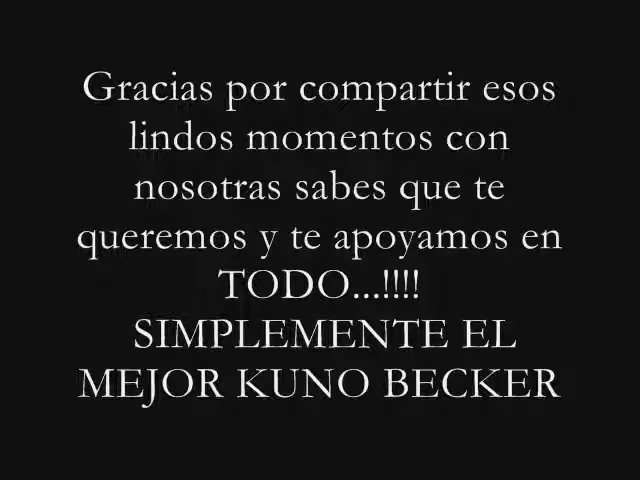 Gracias por compartir esos
lindos momentos con
nosotras sabes que te
queremos y te apoyamos en
TODO...!!!!
SIMPLEMENTE EL
MEJOR KUNO BECKER